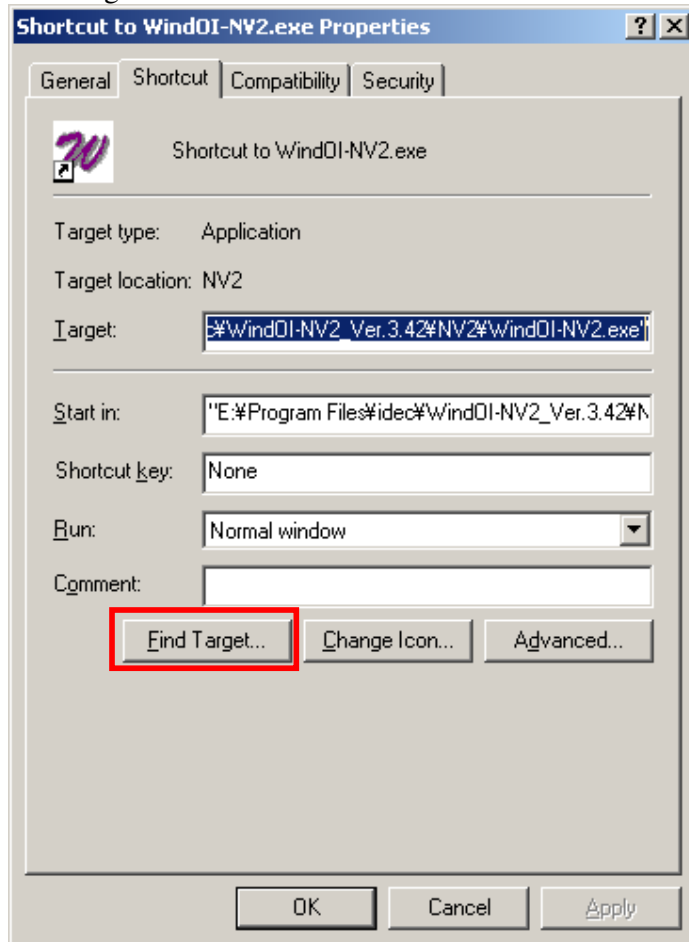 Shortcut to WindOI-NV2.exe Properties
General Shortcut Compatibility Security
Shortcut to WindOI-NV2.exe
Target type: Application
Target location: NV2
Target: c¥WindOI-NV2_Ver.3.42¥NV2¥WindOI-NV2.exe"
Start in: "E:¥Program Files¥idec¥WindOI-NV2_Ver.3.42¥N
Shortcut key: None
Run: Normal window
Comment:
Find Target... Change Icon... Advanced...
OK Cancel Apply